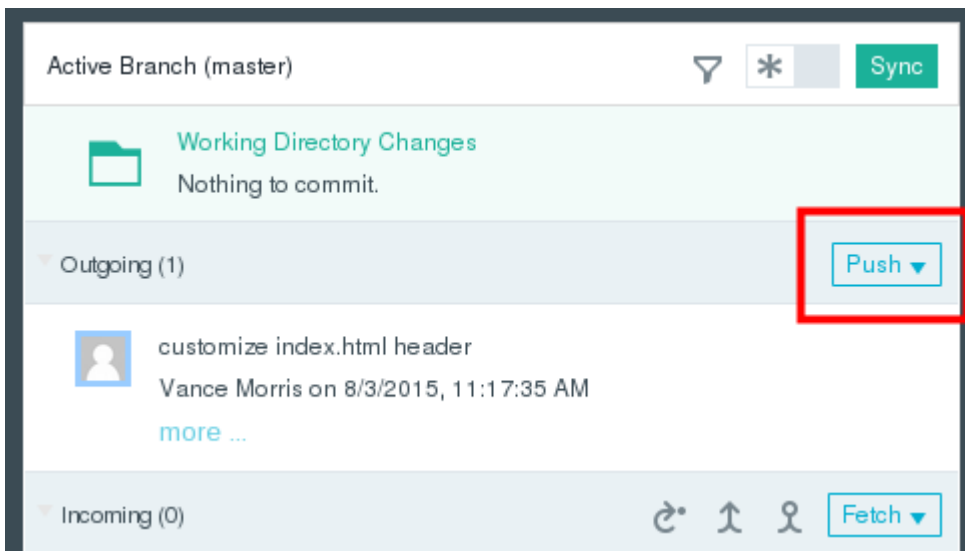 Active Branch (master) Sync
Working Directory Changes
Nothing to commit.
Outgoing (1) Push
customize index.html header
Vance Morris on 8/3/2015, 11:17:35 AM
more ...
Incoming (0) Fetch